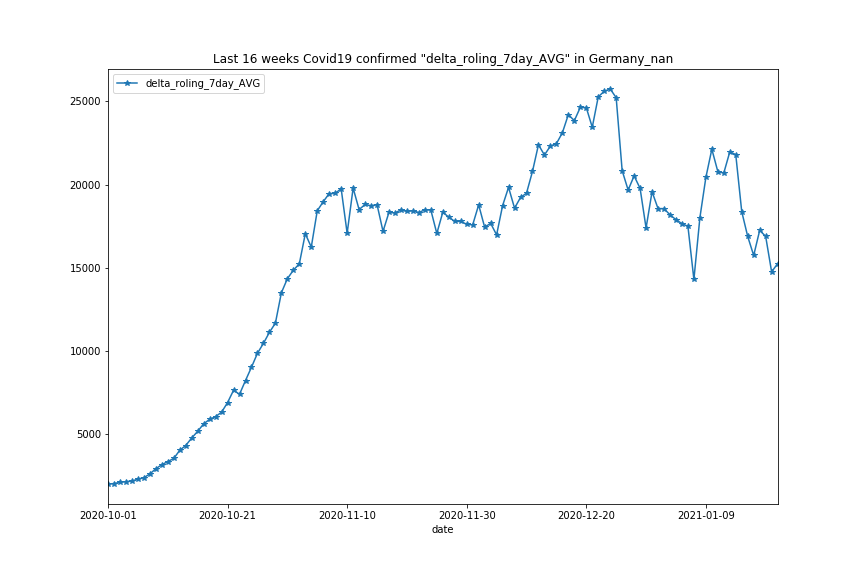 Last 16 weeks Covid19 confirmed "delta_roling_7day_AVG" in Germany_nan
delta_roling_7day_AVG
25000
20000
15000
10000
5000
2020-10-01 2020-10-21 2020-11-10 2020-11-30 2020-12-20 2021-01-09
date